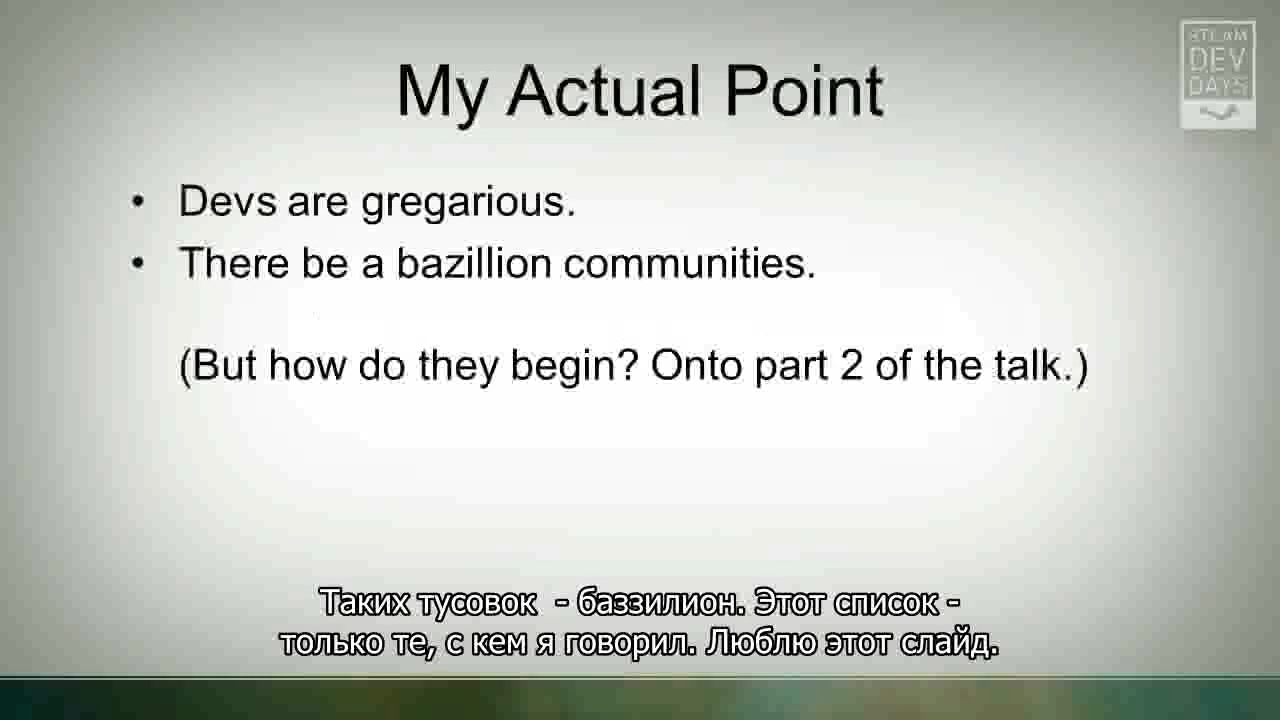 STEAM
DEV
DAYS
My Actual Point
• Devs are gregarious.
• There be a bazillion communities.
(But how do they begin? Onto part 2 of the talk.)
Таких тусовок - баззилион. Этот список -
только те, с кем я говорил. Люблю этот слайд.